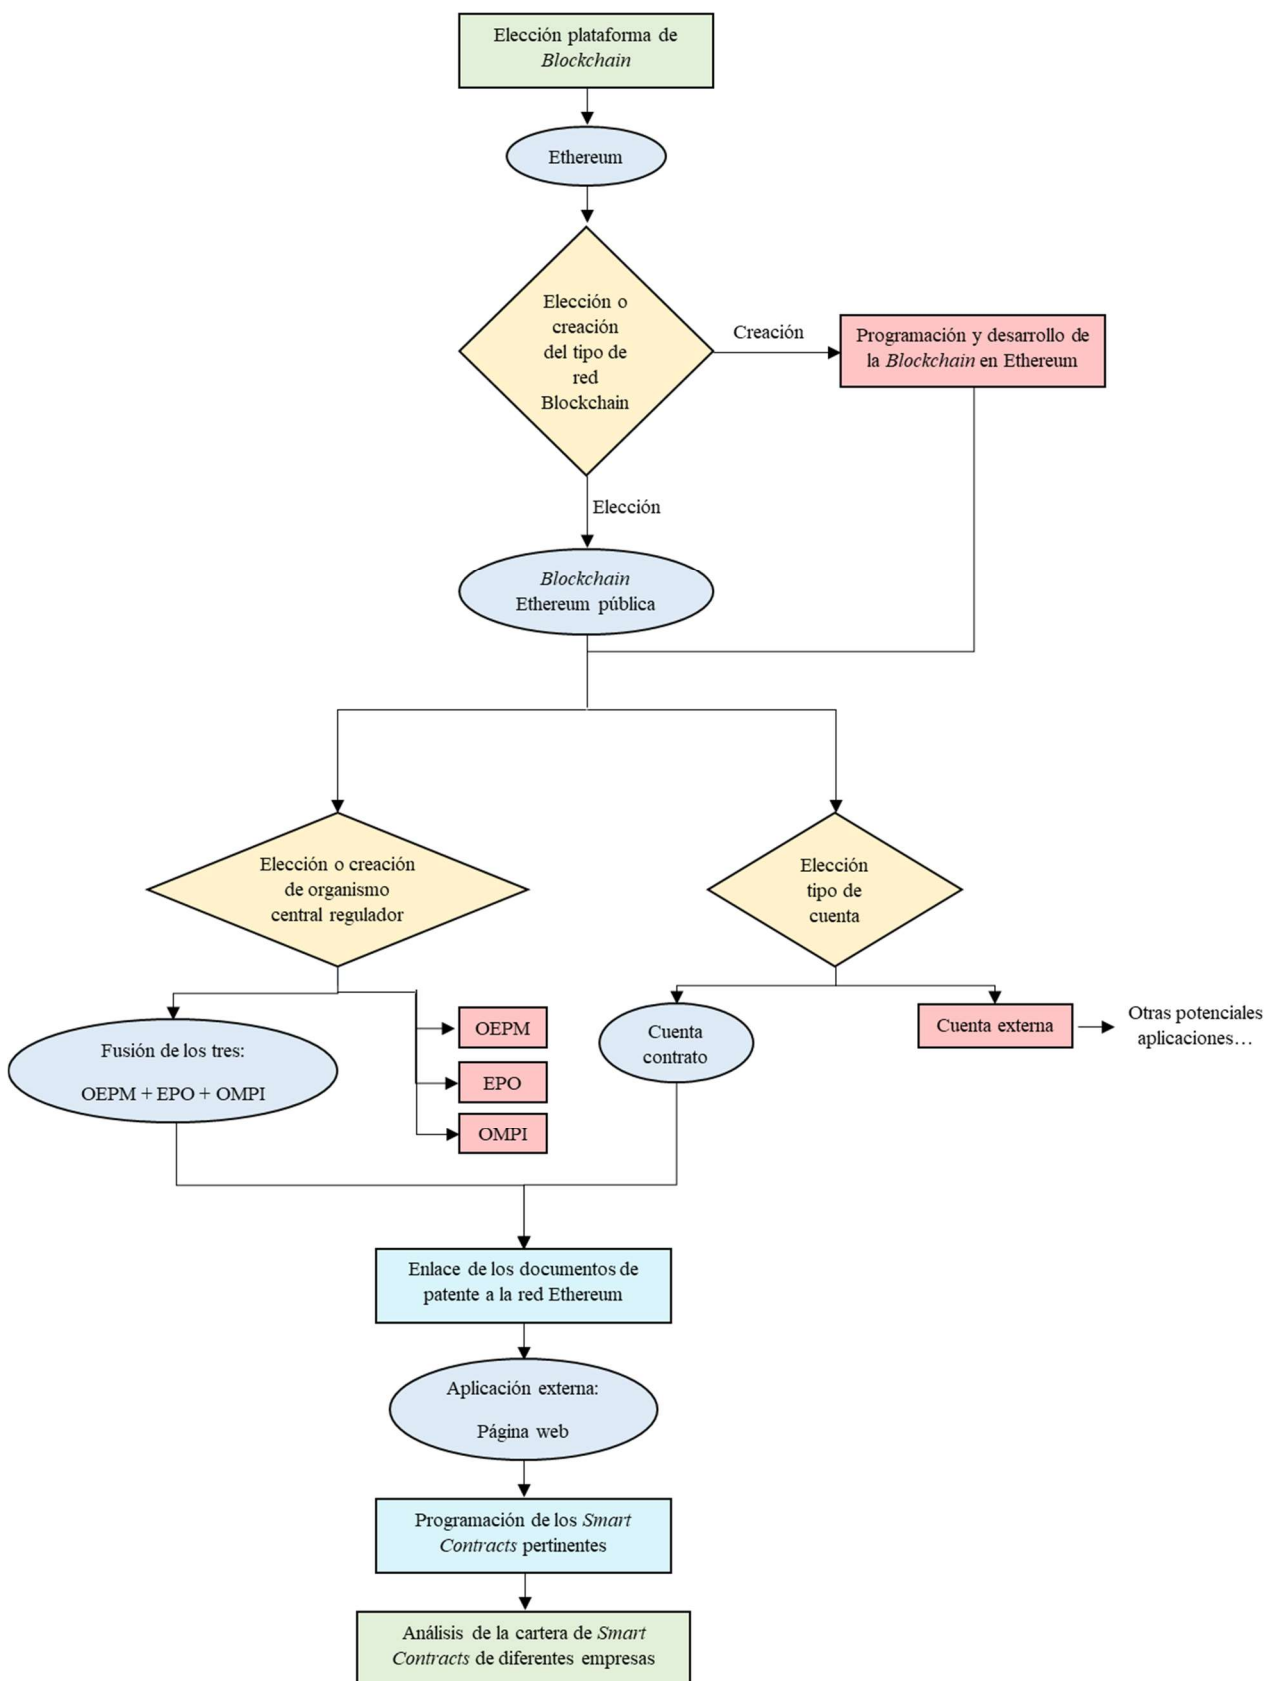 Elección plataforma de
Blockchain
Ethereum
Elección o
creación
del tipo de
red
Blockchain
Creación
Programación y desarrollo de
la Blockchain en Ethereum
Elección
Blockchain
Ethereum pública
Elección o creación
de organismo
central regulador
Elección
tipo de
cuenta
Fusión de los tres:
OEPM + EPO + OMPI
OEPM
EPO
OMPI
Cuenta
contrato
Cuenta externa
Otras potenciales
aplicaciones…
Enlace de los documentos de
patente a la red Ethereum
Aplicación externa:
Página web
Programación de los Smart
Contracts pertinentes
Análisis de la cartera de Smart
Contracts de diferentes empresas